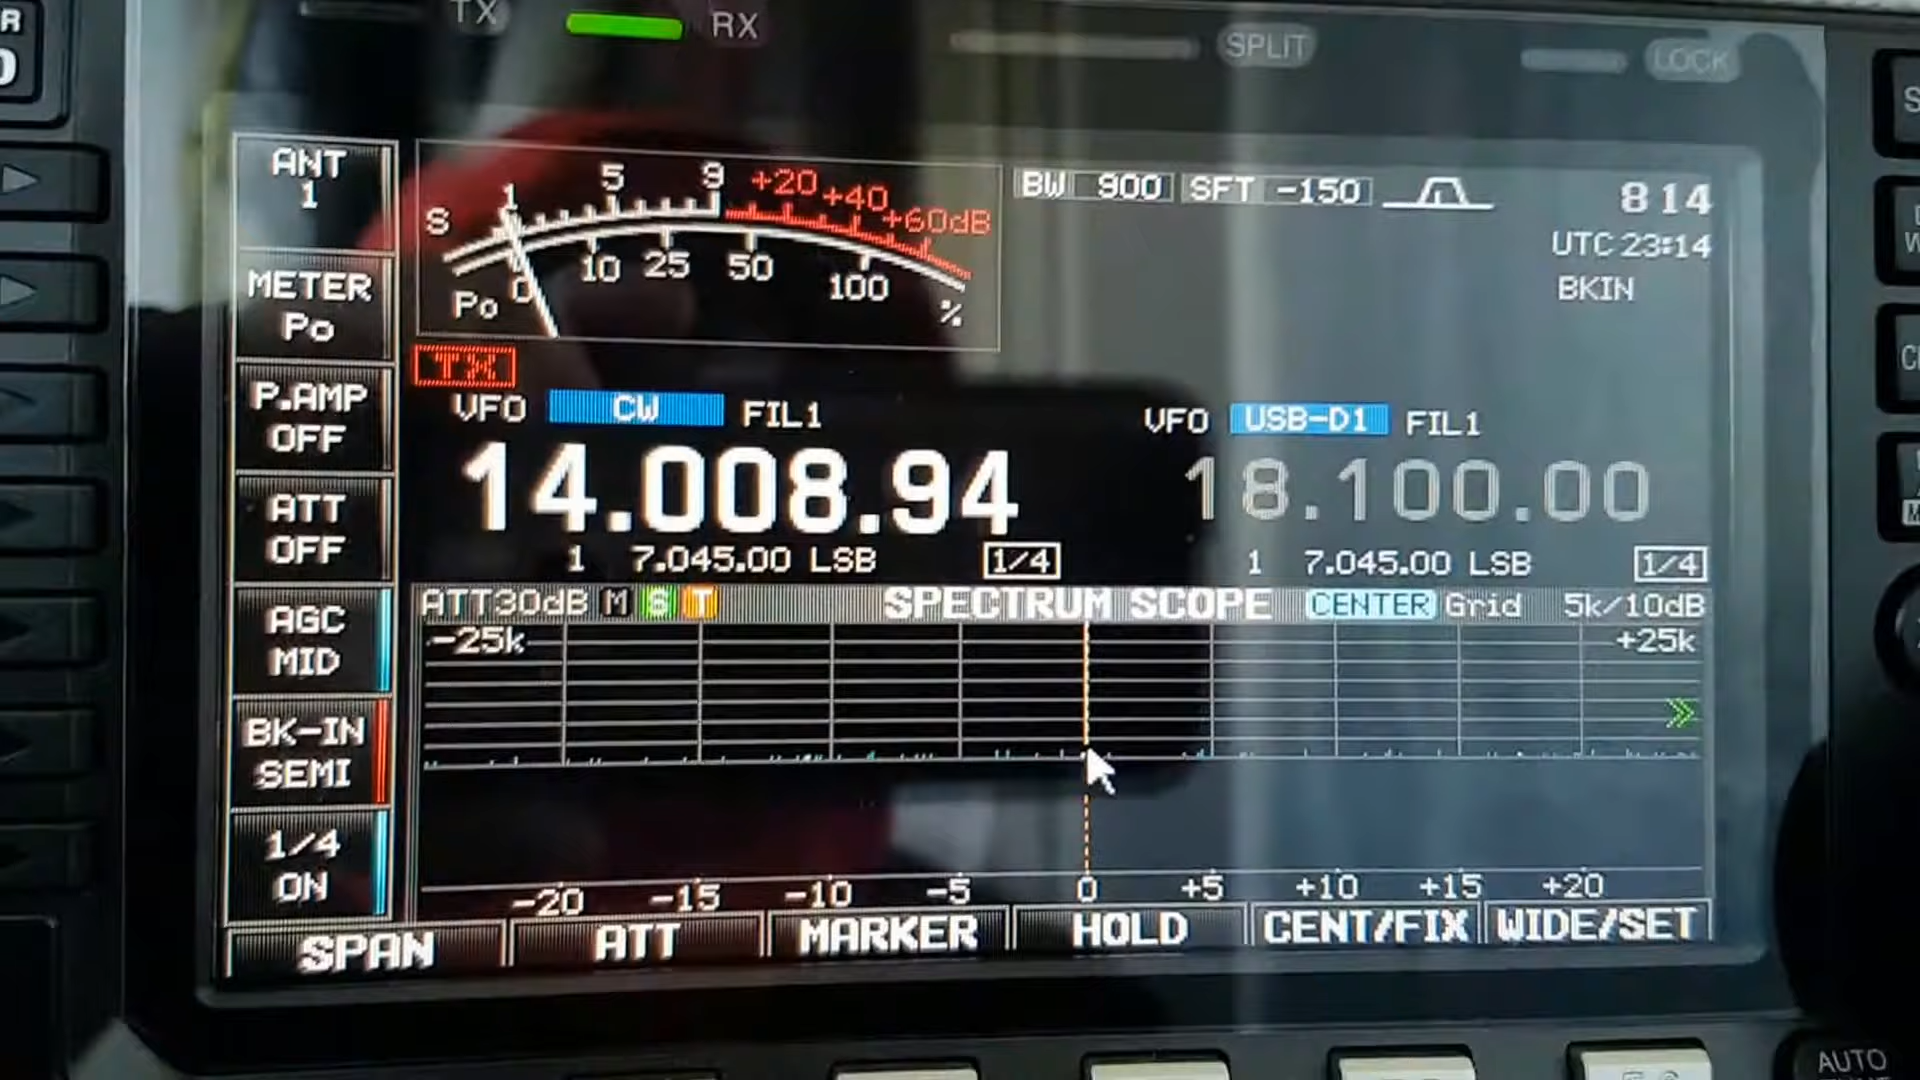 TX RX SPLIT LOCK
ANT
1
METER
Po
P.AMP
OFF
ATT
OFF
AGC
MID
BK-IN
SEMI
1/4
ON
S 1 5 9 +20 +40 +60dB
Po 0 10 25 50 100 %
BW 900 SFT -150
8 14
UTC 23:14
BKIN
TX
VFO CW FIL1
14.008.94
1 7.045.00 LSB 1/4
VFO USB-D1 FIL1
18.100.00
1 7.045.00 LSB 1/4
ATT30dB M S T SPECTRUM SCOPE CENTER Grid 5k/10dB
-25k +25k
-20 -15 -10 -5 0 +5 +10 +15 +20
SPAN ATT MARKER HOLD CENT/FIX WIDE/SET
AUTO